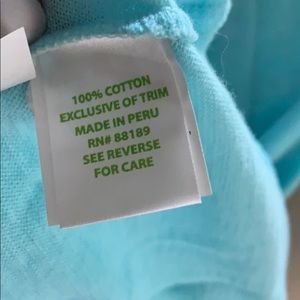 100% COTTON
EXCLUSIVE OF TRIM
MADE IN PERU
RN# 88189
SEE REVERSE
FOR CARE